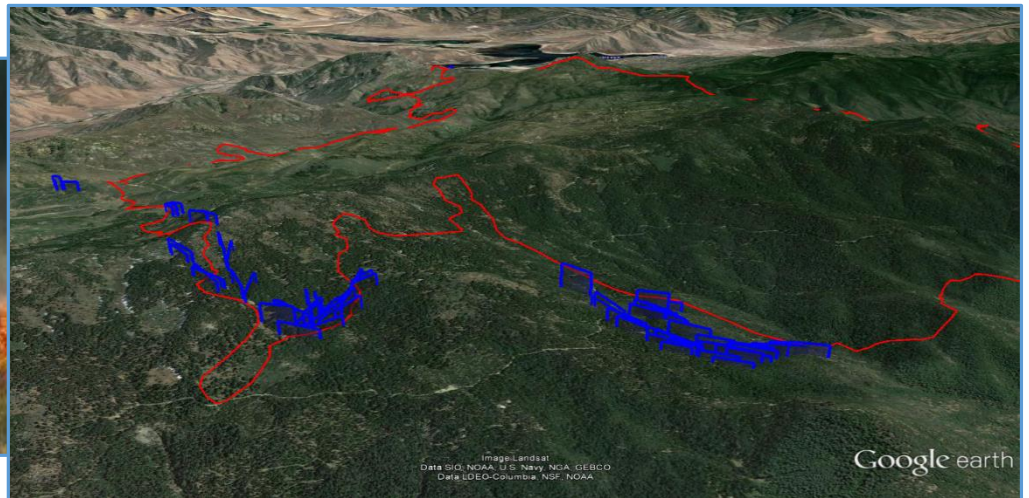 Image Landsat
Data SIO, NOAA, U.S. Navy, NGA, GEBCO
Data LDEO-Columbia, NSF, NOAA
Google earth